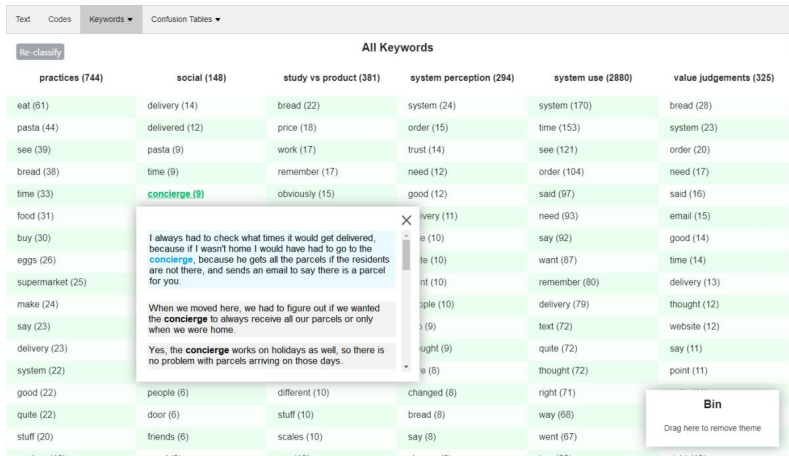 Text Codes Keywords ▾ Confusion Tables ▾
Re-classify
All Keywords
practices (744) social (148) study vs product (381) system perception (294) system use (2880) value judgements (325)
eat (61) delivery (14) bread (22) system (24) system (170) bread (28)
pasta (44) delivered (12) price (18) order (15) time (153) system (23)
see (39) pasta (9) work (17) trust (14) see (121) order (20)
bread (38) time (9) remember (17) need (12) order (104) need (17)
time (33) concierge (9) obviously (15) good (12) said (97) said (16)
food (31) ivery (11) need (93) email (15)
buy (30) (10) say (92) good (14)
eggs (26) (10) want (87) time (14)
supermarket (25) (10) remember (80) delivery (13)
make (24) ople (10) delivery (79) thought (12)
say (23) (9) text (72) website (12)
delivery (23) ught (9) quite (72) say (11)
system (22) (8) thought (72) point (11)
I always had to check what times it would get delivered,
because if I wasn't home I would have had to go to the
concierge, because he gets all the parcels if the residents
are not there, and sends an email to say there is a parcel
for you.
When we moved here, we had to figure out if we wanted
the concierge to always receive all our parcels or only
when we were home.
Yes, the concierge works on holidays as well, so there is
no problem with parcels arriving on those days.
good (22) people (6) different (10) changed (8) right (71)
quite (22) door (6) stuff (10) bread (8) way (68)
stuff (20) friends (6) scales (10) say (8) went (67)
Bin
Drag here to remove theme